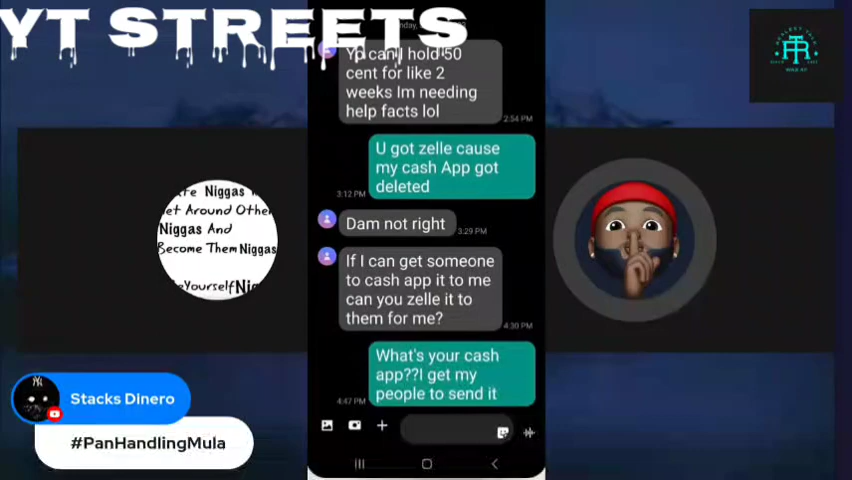 YT STREETS
Yo can I hold 50
cent for like 2
weeks Im needing
help facts lol
2:54 PM
U got zelle cause
my cash App got
deleted
3:12 PM
Dam not right
3:29 PM
If I can get someone
to cash app it to me
can you zelle it to
them for me?
4:30 PM
What's your cash
app??I get my
people to send it
4:47 PM
Niggas
Around Other
Niggas And
Become Them Niggas
TR
Stacks Dinero
#PanHandlingMula